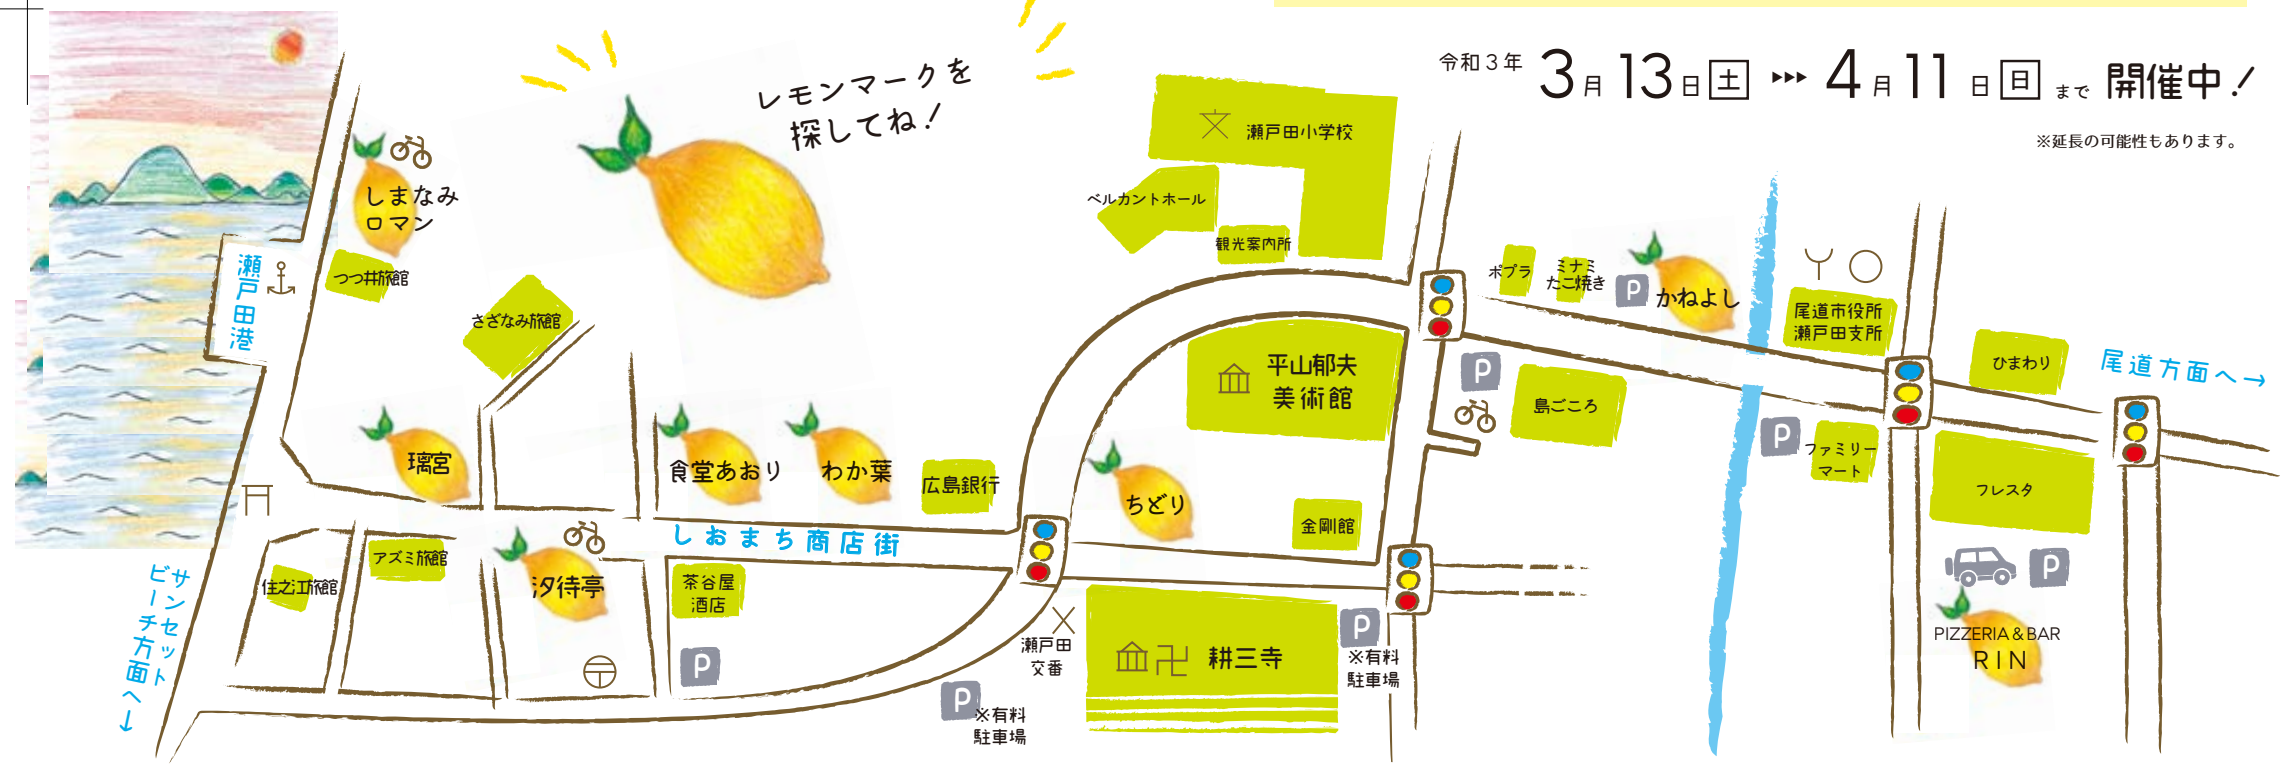 令和3年 3月13日土 ▸▸▸ 4月11日日まで 開催中!
※延長の可能性もあります。
レモンマークを
探してね!
しまなみ
ロマン
つつ井旅館
瀬戸田港
さざなみ旅館
璃宮
食堂あおり
わか葉
広島銀行
しおまち商店街
アズミ旅館
住之江旅館
汐待亭
茶谷屋
酒店
P
サンセット
ビーチ方面へ→
瀬戸田小学校
ベルカントホール
観光案内所
平山郁夫
美術館
ちどり
金剛館
瀬戸田
交番
P
※有料
駐車場
耕三寺
P
※有料
駐車場
ポプラ
ミナミ
たこ焼き
P
かねよし
尾道市役所
瀬戸田支所
P
島ごころ
ひまわり
尾道方面へ→
P
ファミリー
マート
フレスタ
P
PIZZERIA & BAR
RIN